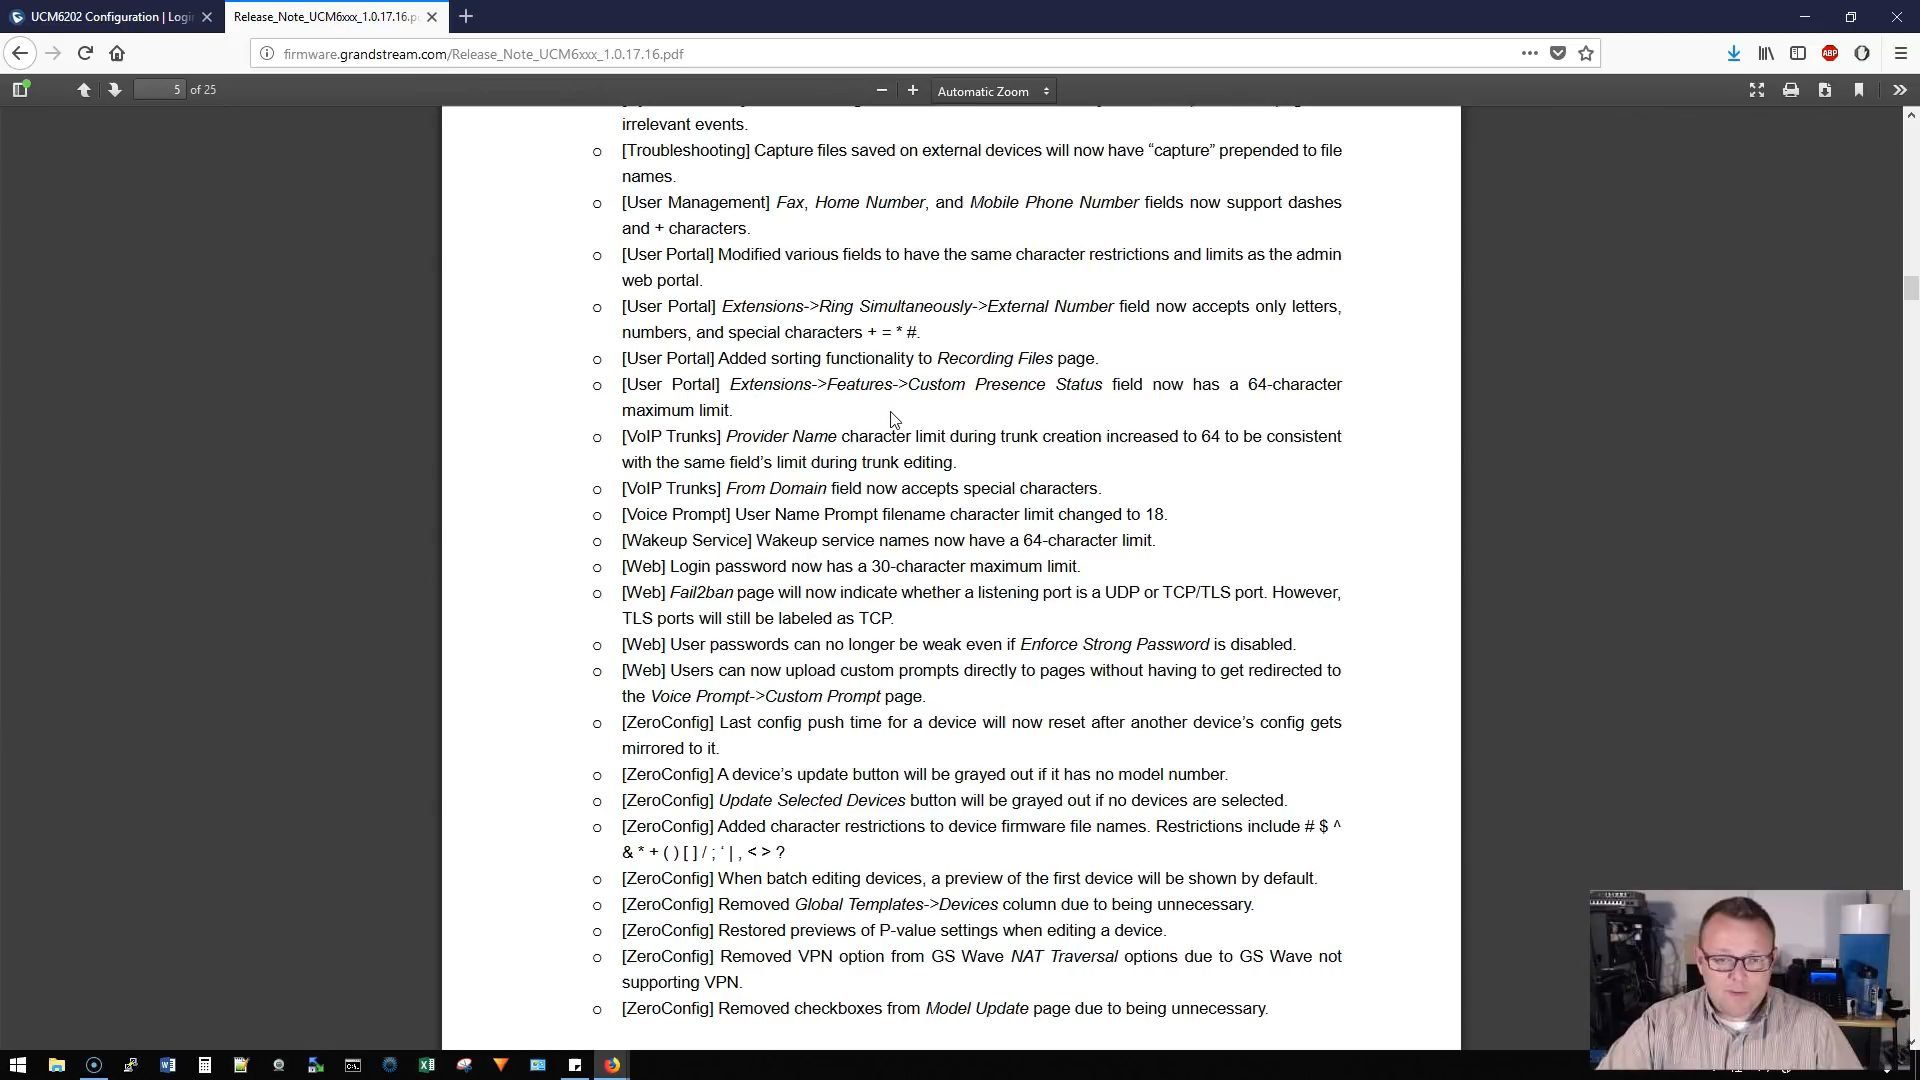 UCM6202 Configuration | Logi
Release_Note_UCM6xxx_1.0.17.16.p
firmware.grandstream.com/Release_Note_UCM6xxx_1.0.17.16.pdf
ABP
5 of 25
Automatic Zoom
irrelevant events.
o [Troubleshooting] Capture files saved on external devices will now have “capture” prepended to file
names.
o [User Management] Fax, Home Number, and Mobile Phone Number fields now support dashes
and + characters.
o [User Portal] Modified various fields to have the same character restrictions and limits as the admin
web portal.
o [User Portal] Extensions->Ring Simultaneously->External Number field now accepts only letters,
numbers, and special characters + = * #.
o [User Portal] Added sorting functionality to Recording Files page.
o [User Portal] Extensions->Features->Custom Presence Status field now has a 64-character
maximum limit.
o [VoIP Trunks] Provider Name character limit during trunk creation increased to 64 to be consistent
with the same field’s limit during trunk editing.
o [VoIP Trunks] From Domain field now accepts special characters.
o [Voice Prompt] User Name Prompt filename character limit changed to 18.
o [Wakeup Service] Wakeup service names now have a 64-character limit.
o [Web] Login password now has a 30-character maximum limit.
o [Web] Fail2ban page will now indicate whether a listening port is a UDP or TCP/TLS port. However,
TLS ports will still be labeled as TCP.
o [Web] User passwords can no longer be weak even if Enforce Strong Password is disabled.
o [Web] Users can now upload custom prompts directly to pages without having to get redirected to
the Voice Prompt->Custom Prompt page.
o [ZeroConfig] Last config push time for a device will now reset after another device’s config gets
mirrored to it.
o [ZeroConfig] A device’s update button will be grayed out if it has no model number.
o [ZeroConfig] Update Selected Devices button will be grayed out if no devices are selected.
o [ZeroConfig] Added character restrictions to device firmware file names. Restrictions include # $ ^
& * + ( ) [ ] / ; ‘ | , < > ?
o [ZeroConfig] When batch editing devices, a preview of the first device will be shown by default.
o [ZeroConfig] Removed Global Templates->Devices column due to being unnecessary.
o [ZeroConfig] Restored previews of P-value settings when editing a device.
o [ZeroConfig] Removed VPN option from GS Wave NAT Traversal options due to GS Wave not
supporting VPN.
o [ZeroConfig] Removed checkboxes from Model Update page due to being unnecessary.